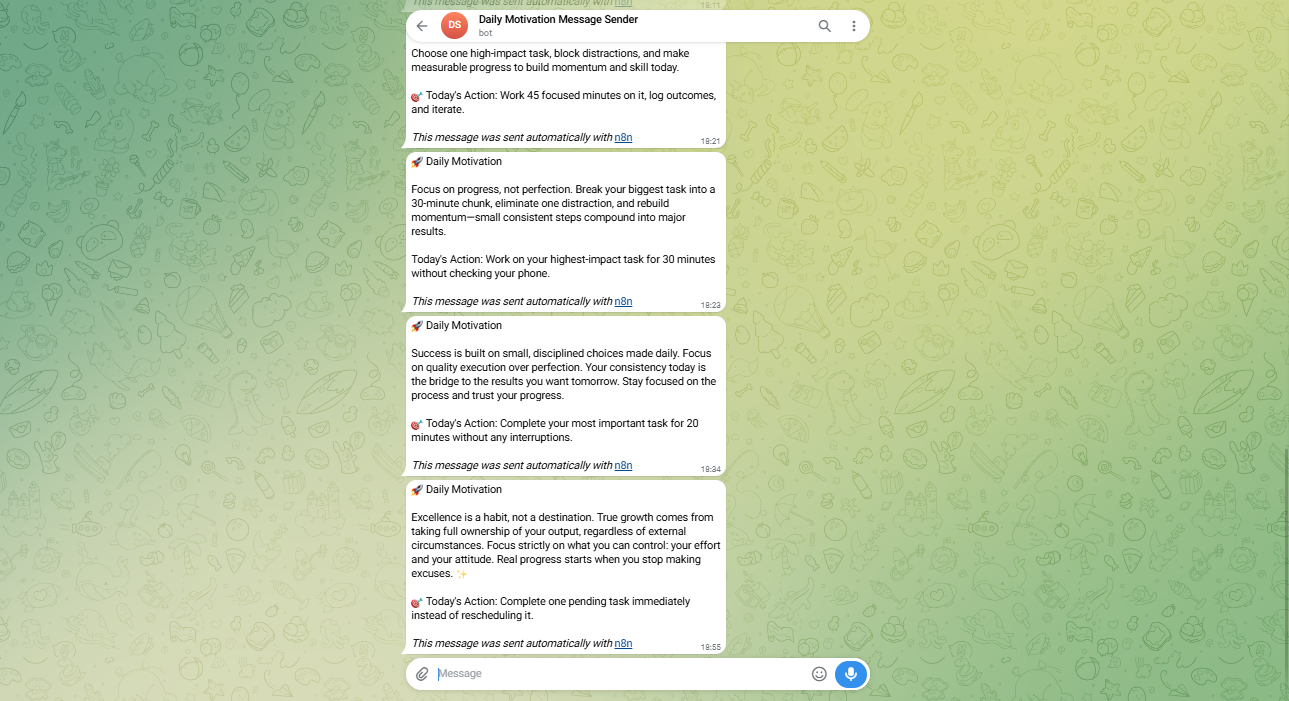 This message was sent automatically with n8n
18:11
DS
Daily Motivation Message Sender
bot
Choose one high-impact task, block distractions, and make
measurable progress to build momentum and skill today.
🎯 Today's Action: Work 45 focused minutes on it, log outcomes,
and iterate.
This message was sent automatically with n8n
18:21
🚀 Daily Motivation
Focus on progress, not perfection. Break your biggest task into a
30-minute chunk, eliminate one distraction, and rebuild
momentum—small consistent steps compound into major
results.
Today's Action: Work on your highest-impact task for 30 minutes
without checking your phone.
This message was sent automatically with n8n
18:23
🚀 Daily Motivation
Success is built on small, disciplined choices made daily. Focus
on quality execution over perfection. Your consistency today is
the bridge to the results you want tomorrow. Stay focused on the
process and trust your progress.
🎯 Today's Action: Complete your most important task for 20
minutes without any interruptions.
This message was sent automatically with n8n
18:34
🚀 Daily Motivation
Excellence is a habit, not a destination. True growth comes from
taking full ownership of your output, regardless of external
circumstances. Focus strictly on what you can control: your effort
and your attitude. Real progress starts when you stop making
excuses. ✨
🎯 Today's Action: Complete one pending task immediately
instead of rescheduling it.
This message was sent automatically with n8n
18:55
Message